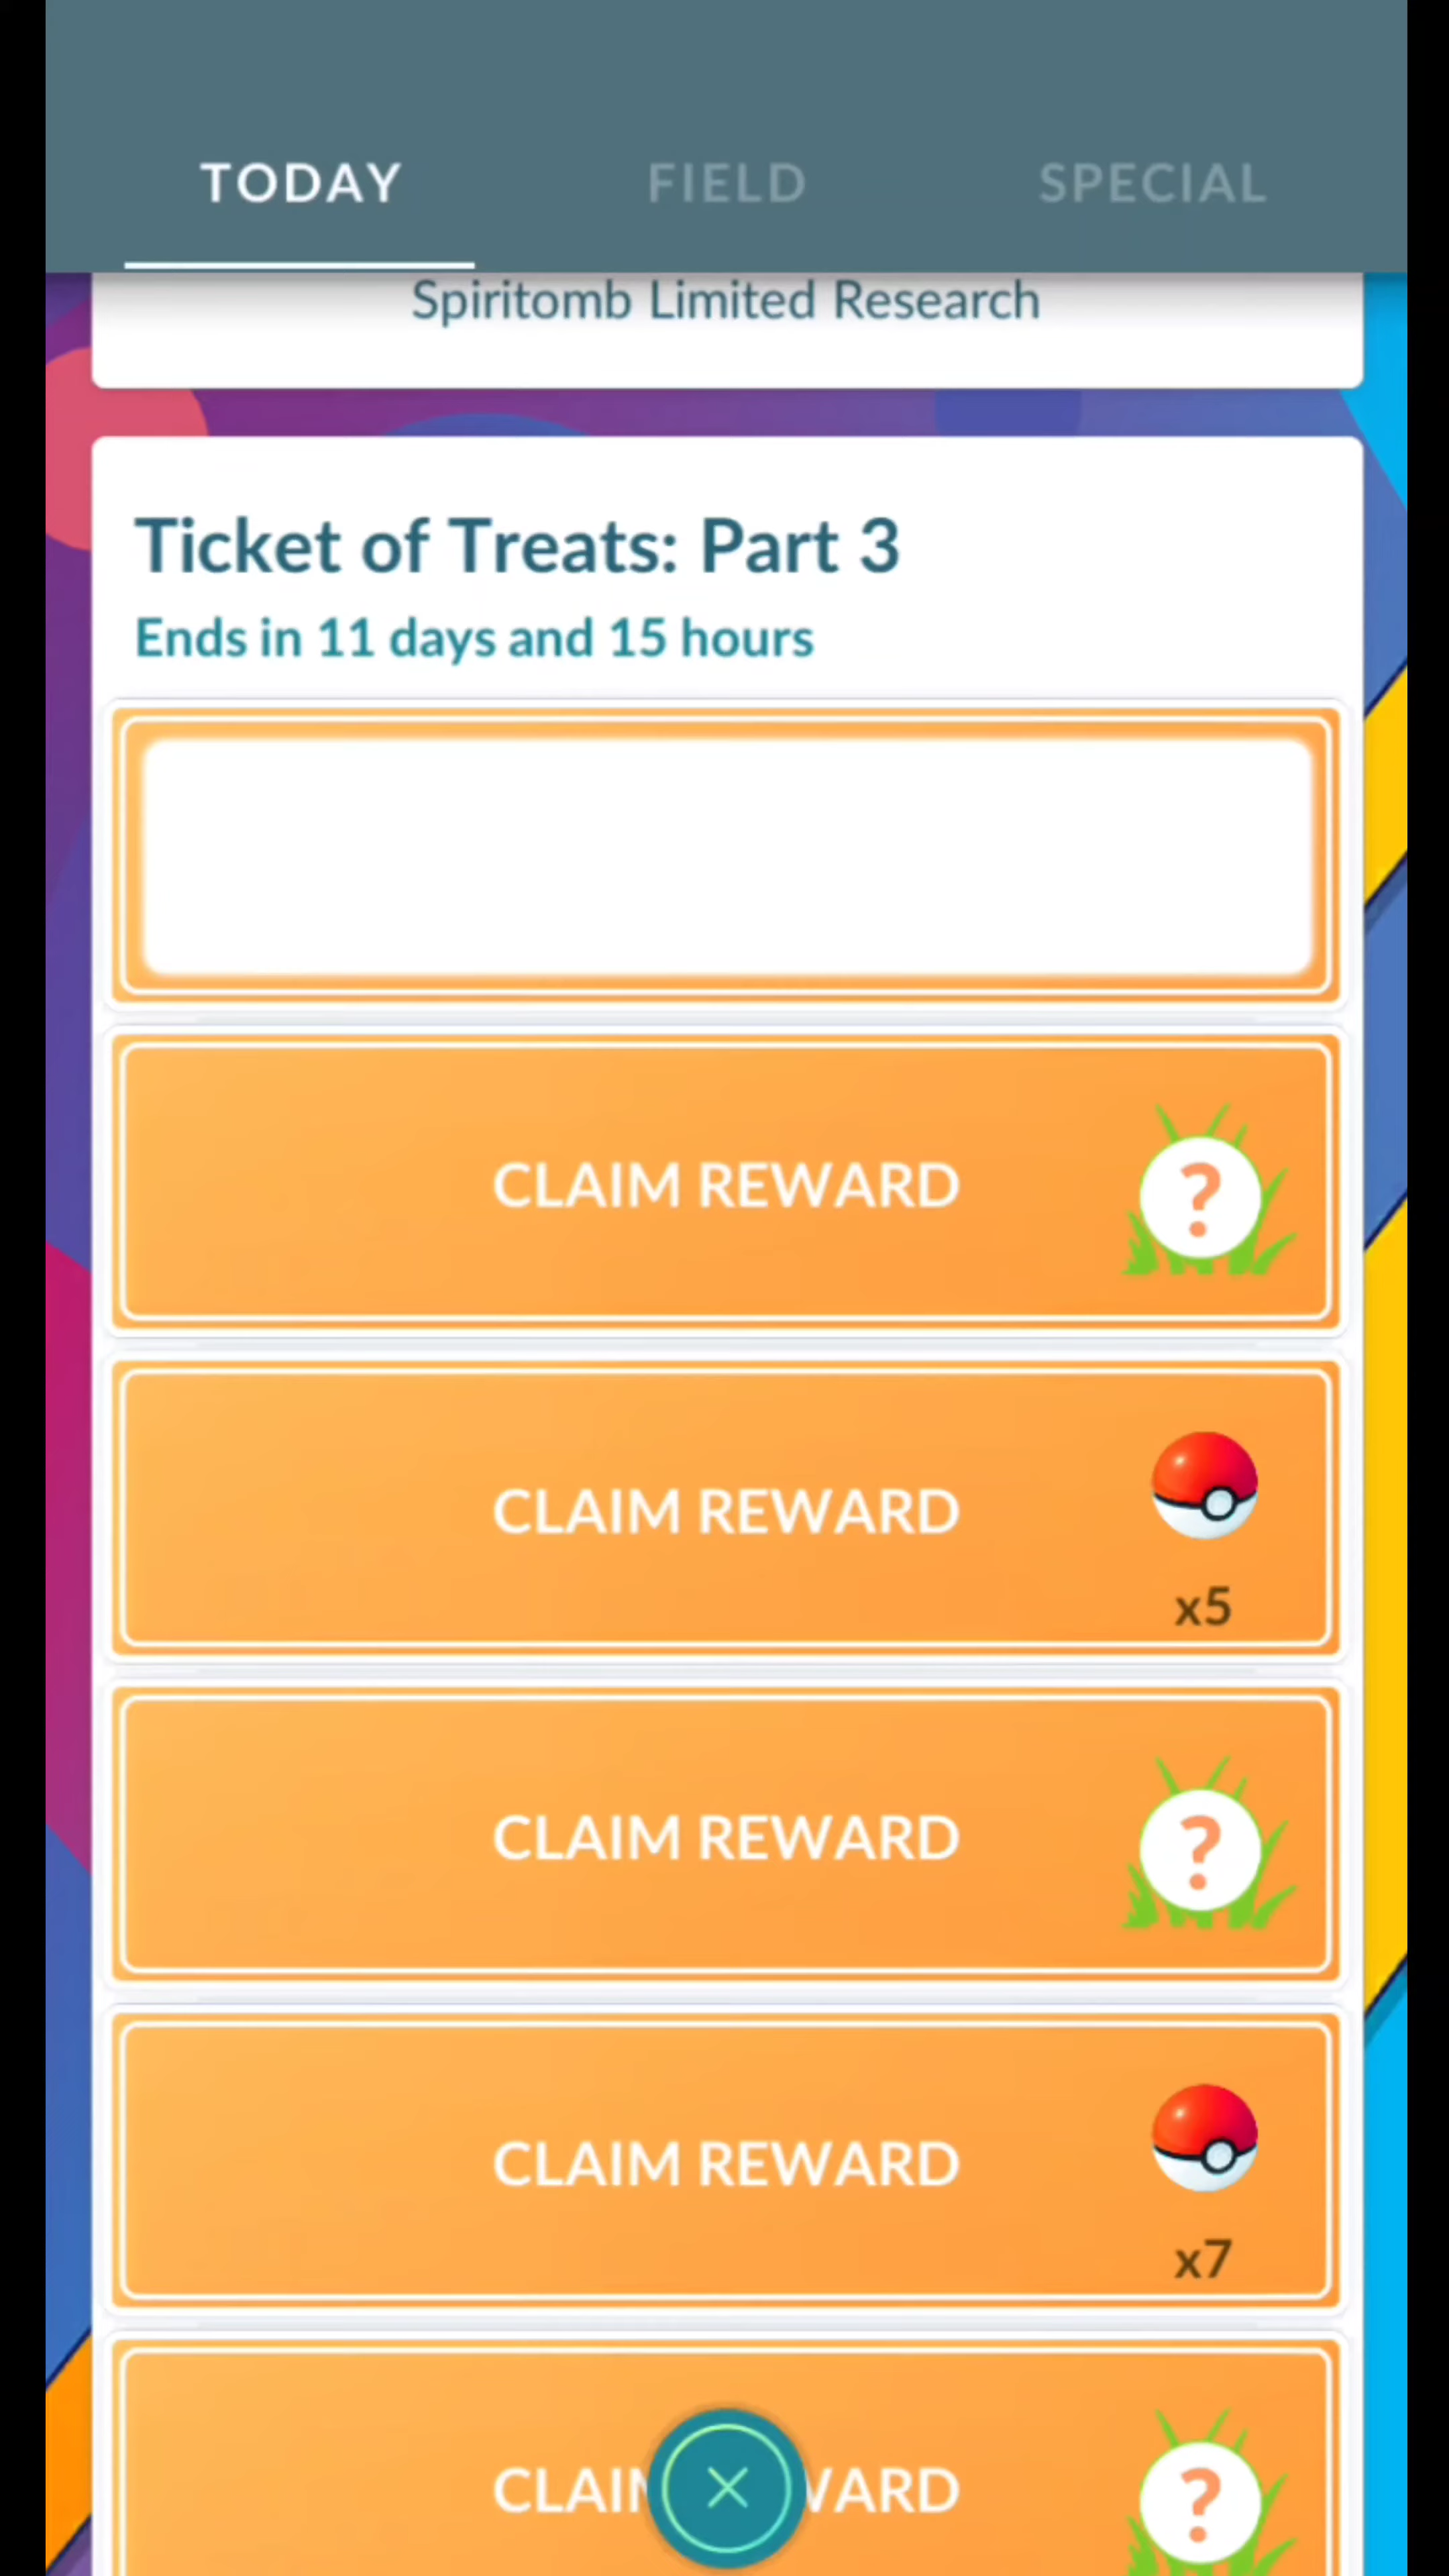 TODAY
FIELD
SPECIAL
Spiritomb Limited Research
Ticket of Treats: Part 3
Ends in 11 days and 15 hours
CLAIM REWARD
?
CLAIM REWARD
x5
CLAIM REWARD
?
CLAIM REWARD
x7
?